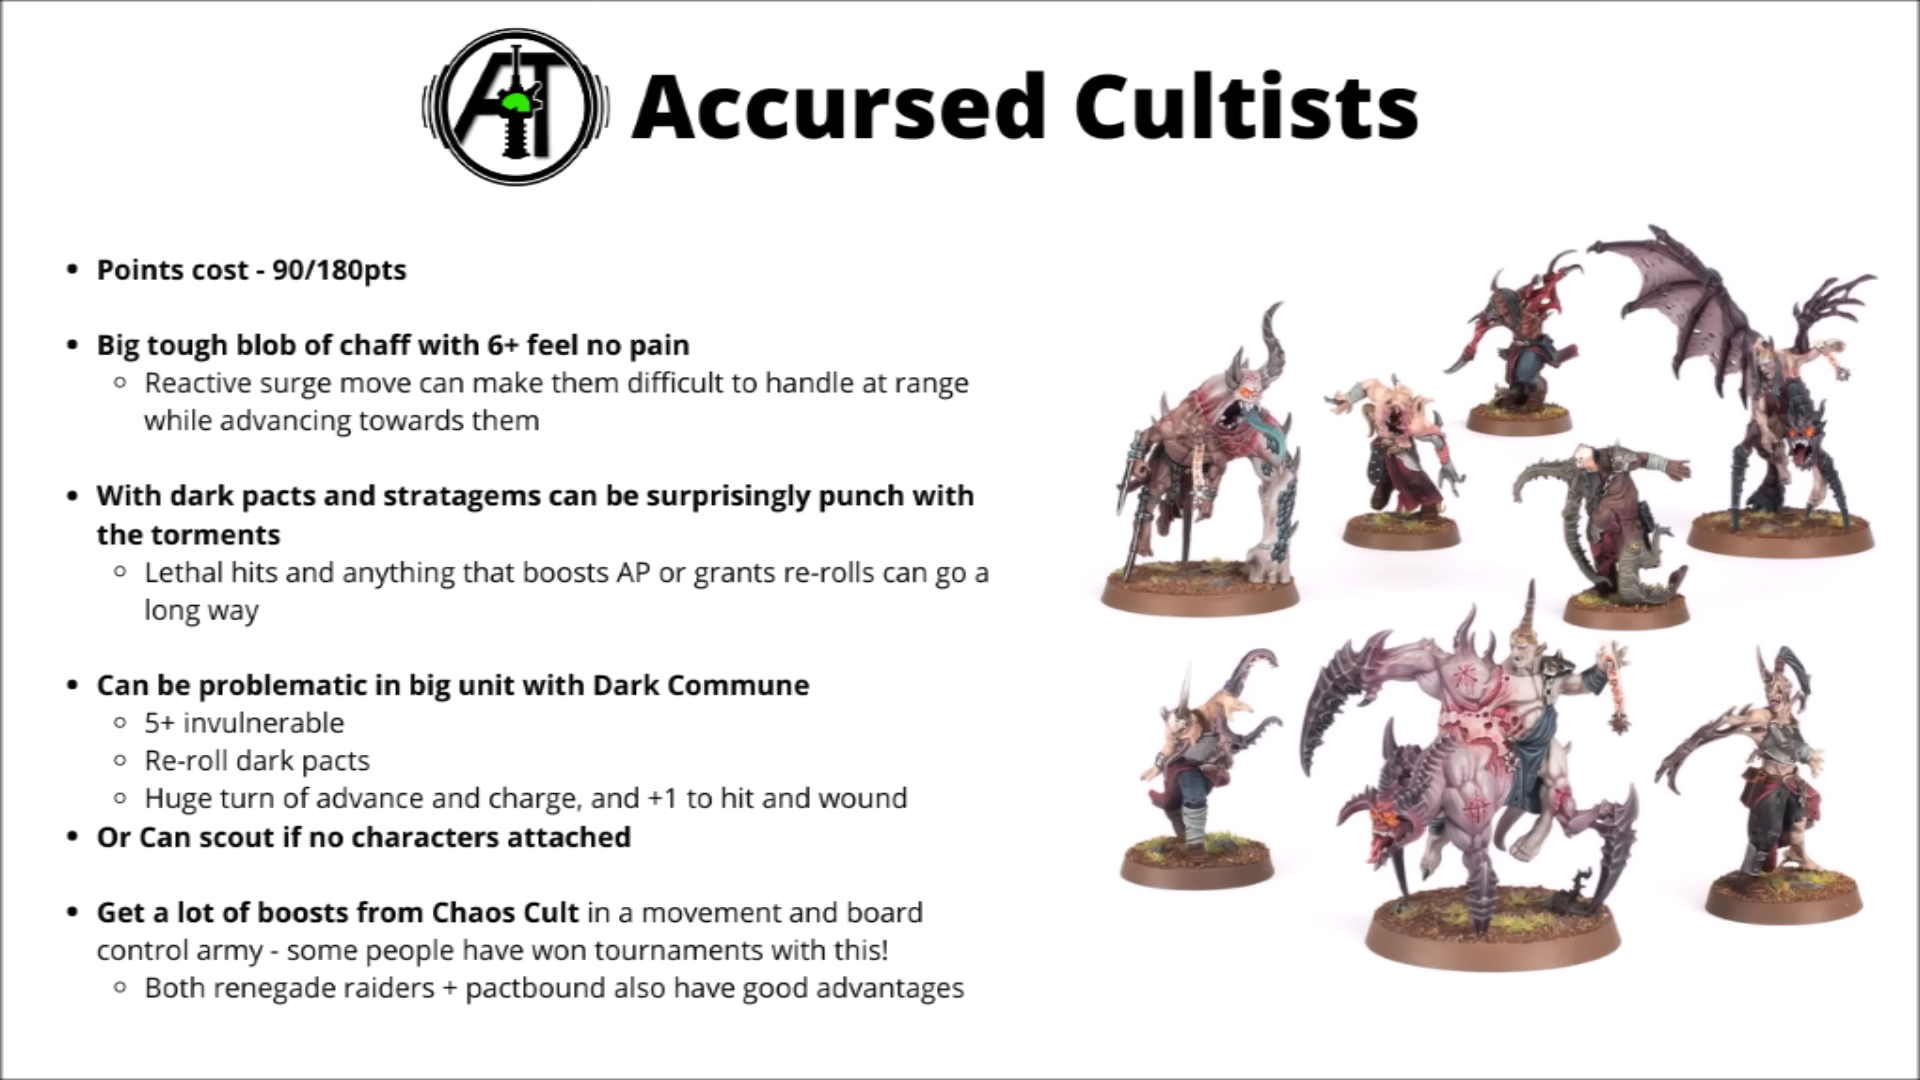 AT
Accursed Cultists
• Points cost - 90/180pts
• Big tough blob of chaff with 6+ feel no pain
○ Reactive surge move can make them difficult to handle at range
while advancing towards them
• With dark pacts and stratagems can be surprisingly punch with
the torments
○ Lethal hits and anything that boosts AP or grants re-rolls can go a
long way
• Can be problematic in big unit with Dark Commune
○ 5+ invulnerable
○ Re-roll dark pacts
○ Huge turn of advance and charge, and +1 to hit and wound
• Or Can scout if no characters attached
• Get a lot of boosts from Chaos Cult in a movement and board
control army - some people have won tournaments with this!
○ Both renegade raiders + pactbound also have good advantages